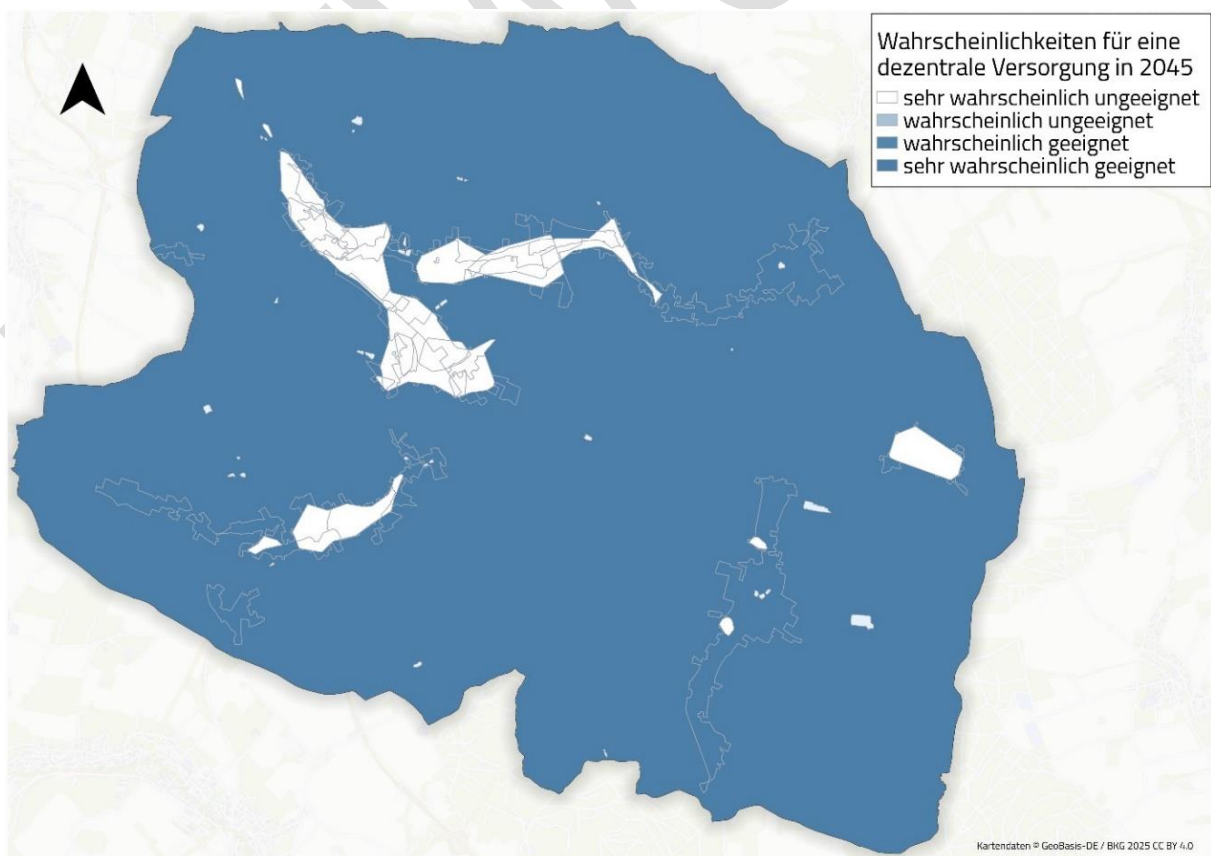 Wahrscheinlichkeiten für eine
dezentrale Versorgung in 2045
sehr wahrscheinlich ungeeignet
wahrscheinlich ungeeignet
wahrscheinlich geeignet
sehr wahrscheinlich geeignet
Kartendaten © GeoBasis-DE / BKG 2025 CC BY 4.0